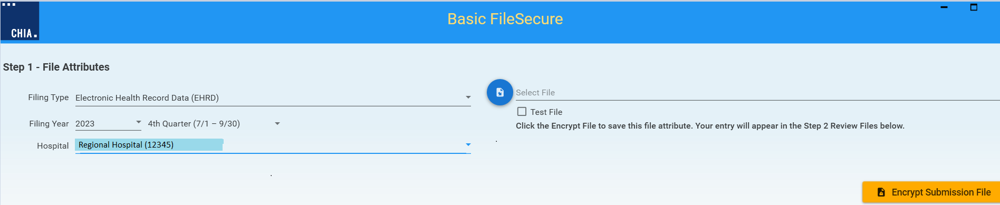 CHIA.
Basic FileSecure
Step 1 - File Attributes
Filing Type Electronic Health Record Data (EHRD)
Filing Year 2023 4th Quarter (7/1 – 9/30)
Hospital Regional Hospital (12345)
Select File
Test File
Click the Encrypt File to save this file attribute. Your entry will appear in the Step 2 Review Files below.
Encrypt Submission File